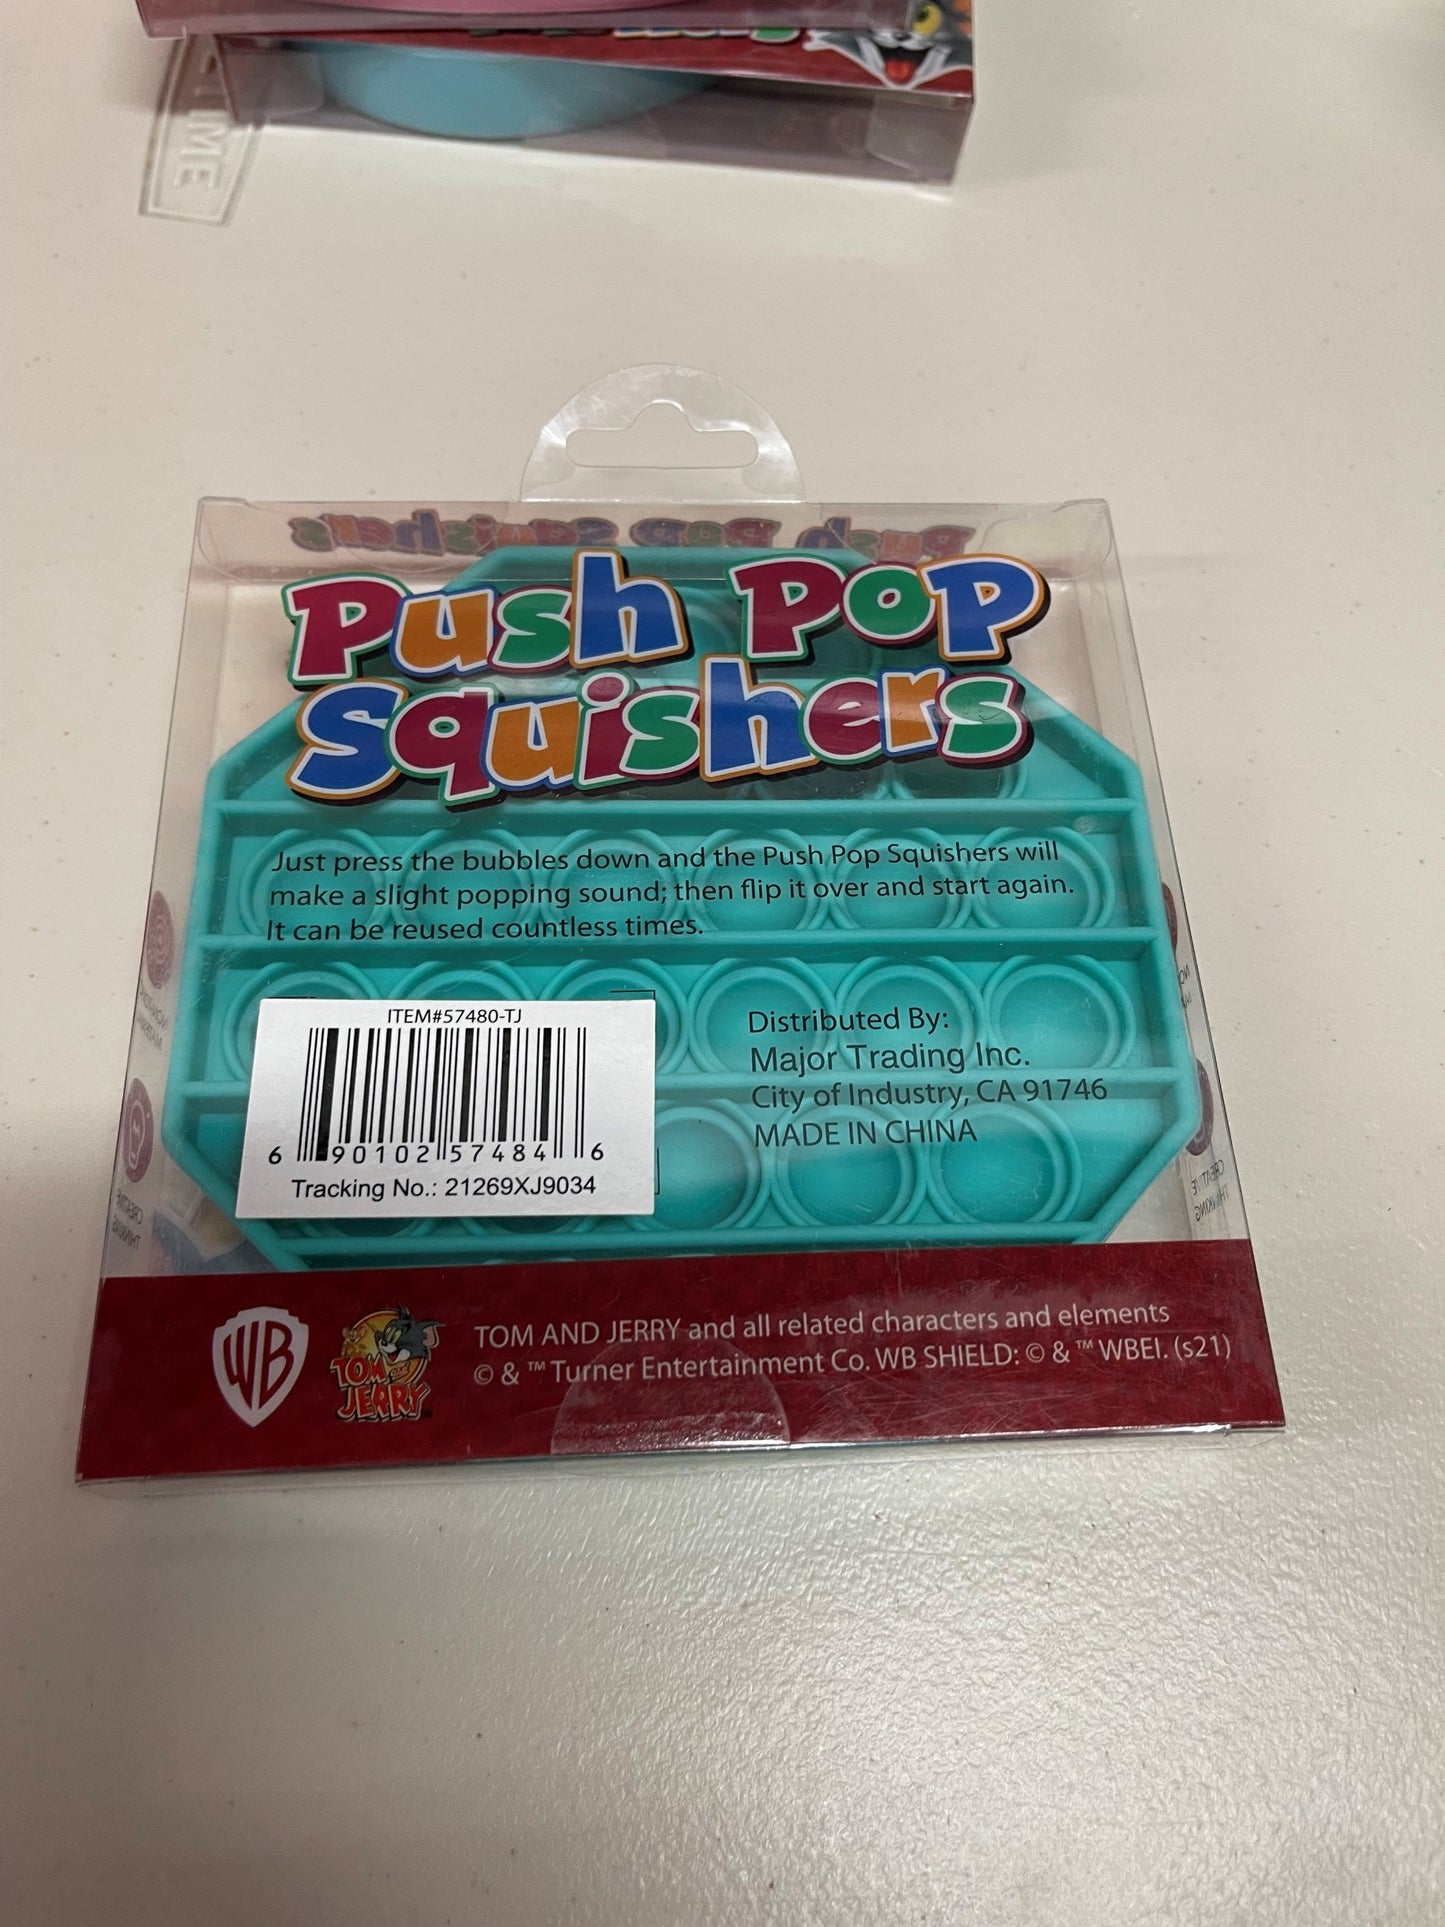 Push Pop
Squishers
Just press the bubbles down and the Push Pop Squishers will
make a slight popping sound; then flip it over and start again.
It can be reused countless times.
ITEM#57480-TJ
6 90102 57484 6
Tracking No.: 21269XJ9034
Distributed By:
Major Trading Inc.
City of Industry, CA 91746
MADE IN CHINA
CREATIVE
THINKING
CREATIVE
THINKING
WB
TOM AND
JERRY
TOM AND JERRY and all related characters and elements
© & ™ Turner Entertainment Co. WB SHIELD: © & ™ WBEI. (s21)